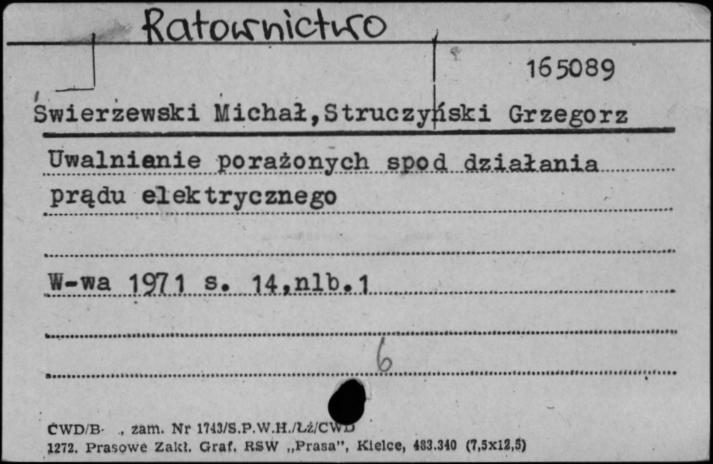 Ratownictwo
165089
Świerżewski Michał,Struczyński Grzegorz
Uwalnianie porażonych spod działania
prądu elektrycznego
W-wa 1971 s. 14,nlb.1
6
CWD/B- , zam. Nr 1743/S.P.W.H./Łż/CWD
1272. Prasowe Zakł. Graf. RSW „Prasa”, Kielce, 483.340 (7,5x12,5)